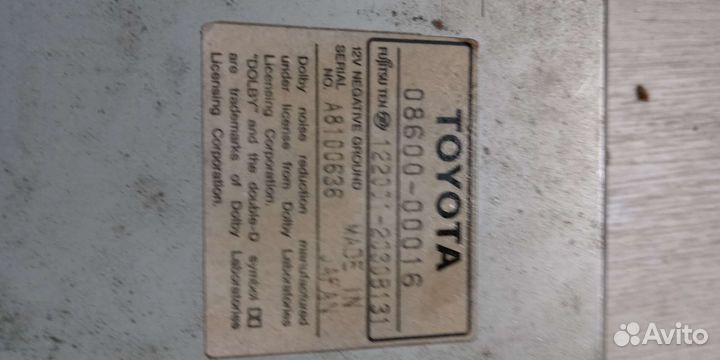 TOYOTA
08600-00016
FUJITSU TEN
12V NEGATIVE GROUND
SERIAL
NO. A8100636
MADE IN
JAPAN
Dolby noise reduction manufactured
under license from Dolby Laboratories
Licensing Corporation.
"DOLBY" and the double-D symbol
are trademarks of Dolby Laboratories
Licensing Corporation.
Avito